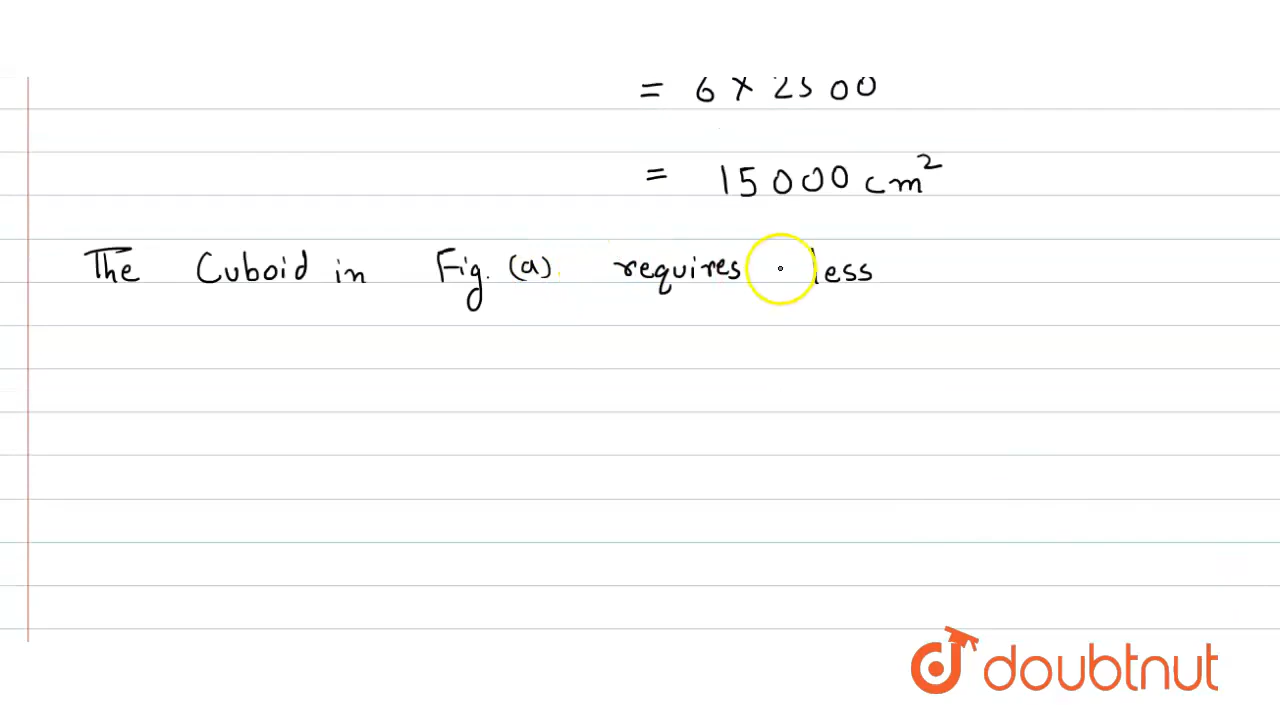 = 6 × 2500
= 15000 cm²
The Cuboid in Fig. (a). requires less
doubtnut